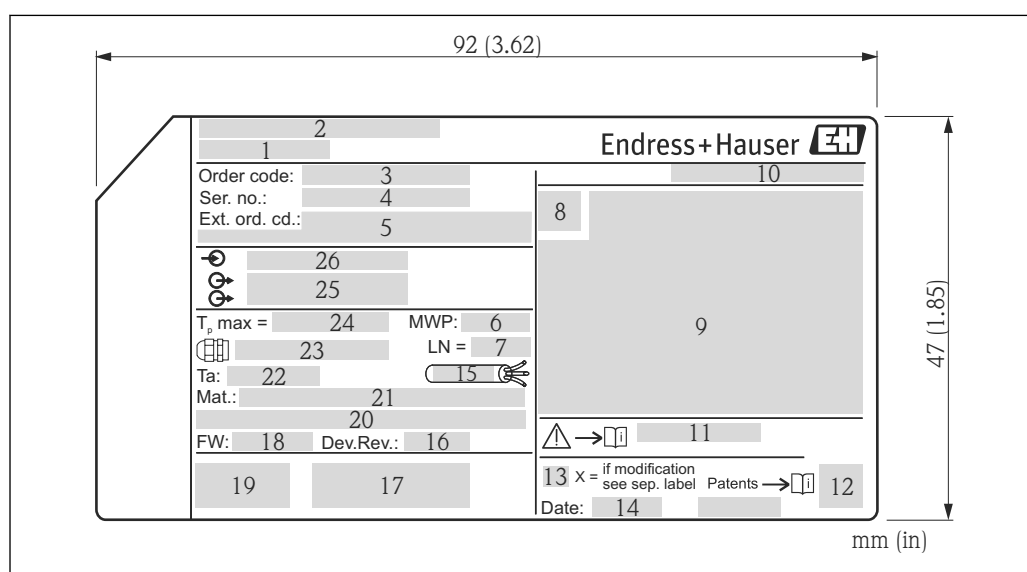 92 (3.62)
2
1
Endress+Hauser EH
10
Order code: 3
Ser. no.: 4
Ext. ord. cd.: 5
8
9
26
25
Tp max = 24 MWP: 6
23 LN = 7
Ta: 22 15
Mat.: 21
20
FW: 18 Dev.Rev.: 16
19 17
i 11
13 X = if modification
see sep. label Patents i 12
Date: 14
47 (1.85)
mm (in)